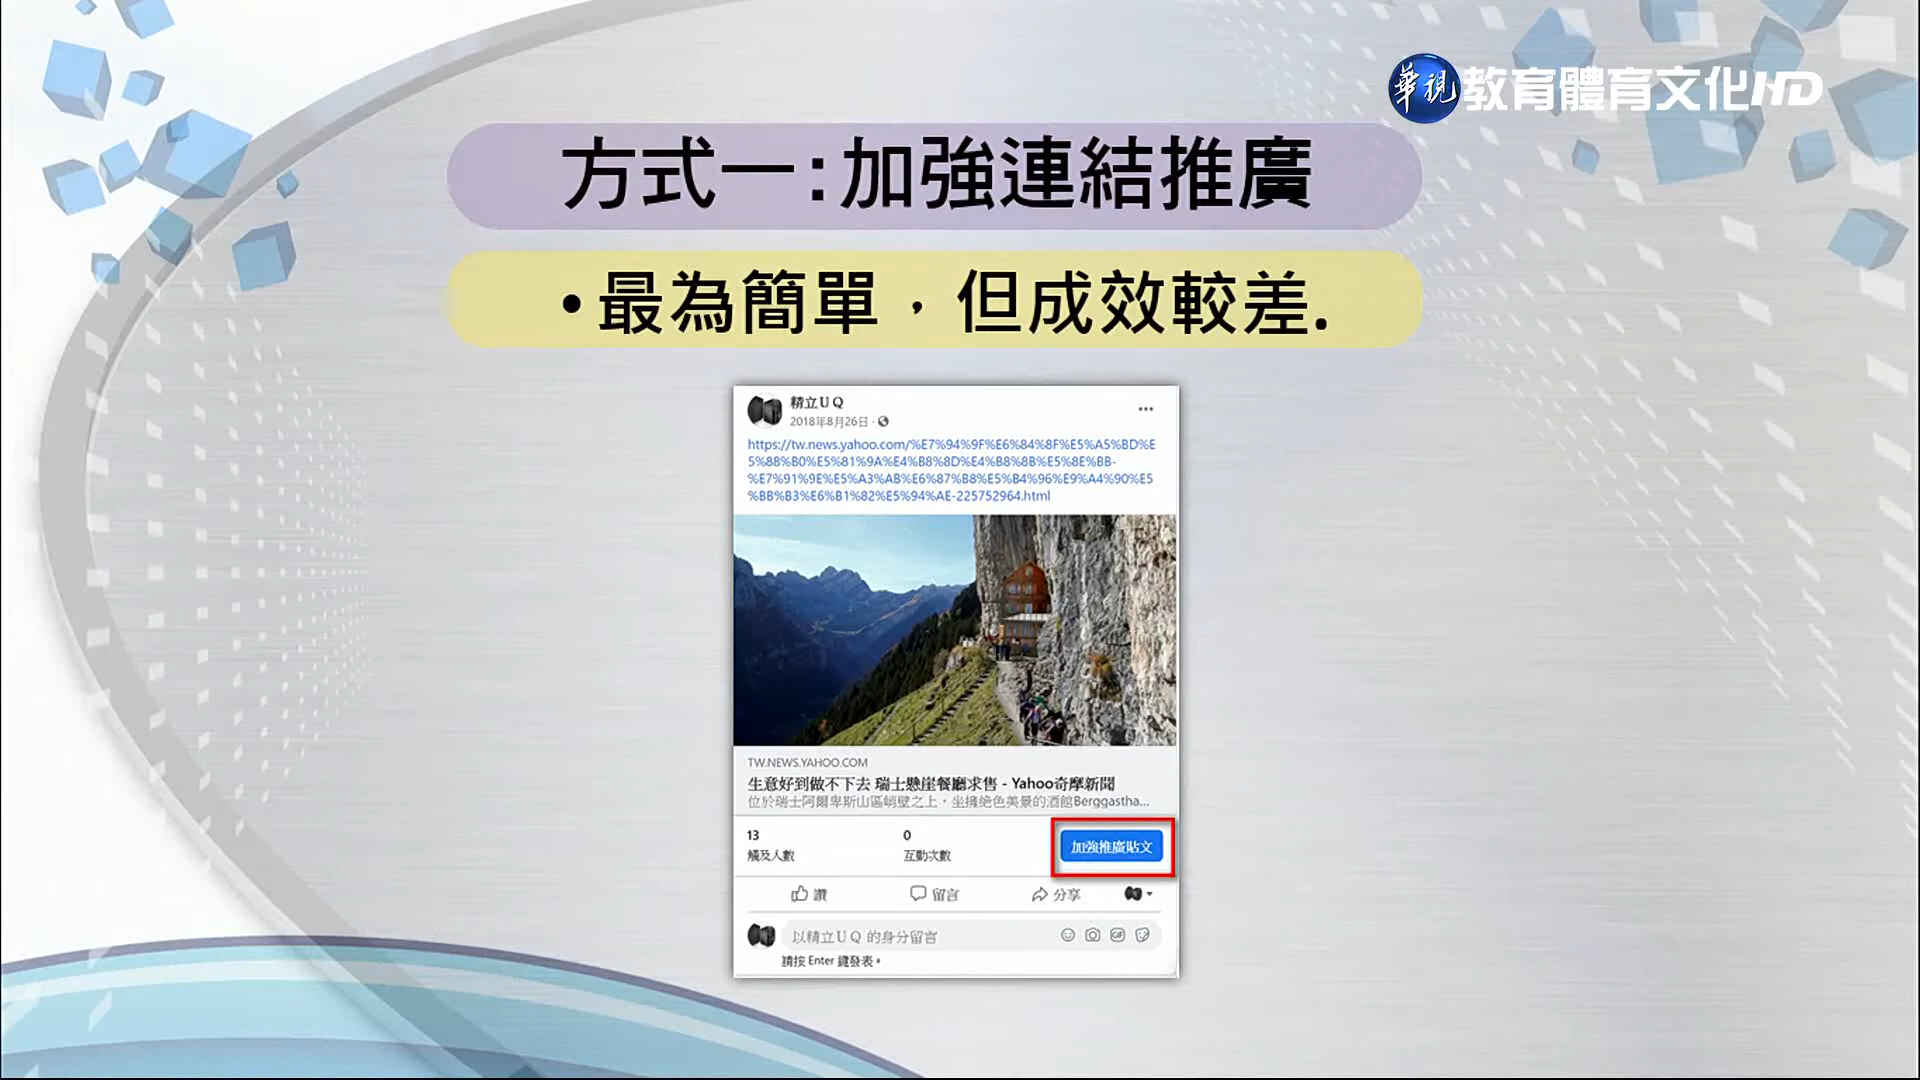 華視 教育體育文化HD
方式一:加強連結推廣
•最為簡單，但成效較差.
精立UQ
2018年8月26日 ·
https://tw.news.yahoo.com/%E7%94%9F%E6%84%8F%E5%A5%BD%E
5%88%B0%E5%81%9A%E4%B8%8D%E4%B8%8B%E5%8E%BB-
%E7%91%9E%E5%A3%AB%E6%87%B8%E5%B4%96%E9%A4%90%E5
%BB%B3%E6%B1%82%E5%94%AE-225752964.html
TW.NEWS.YAHOO.COM
生意好到做不下去 瑞士懸崖餐廳求售 - Yahoo奇摩新聞
位於瑞士阿爾卑斯山區峭壁之上，坐擁絕色美景的酒館Berggastha...
13 0
觸及人數 互動次數 加強推廣貼文
讚 留言 分享
以精立UQ 的身分留言
請按 Enter 鍵發表。